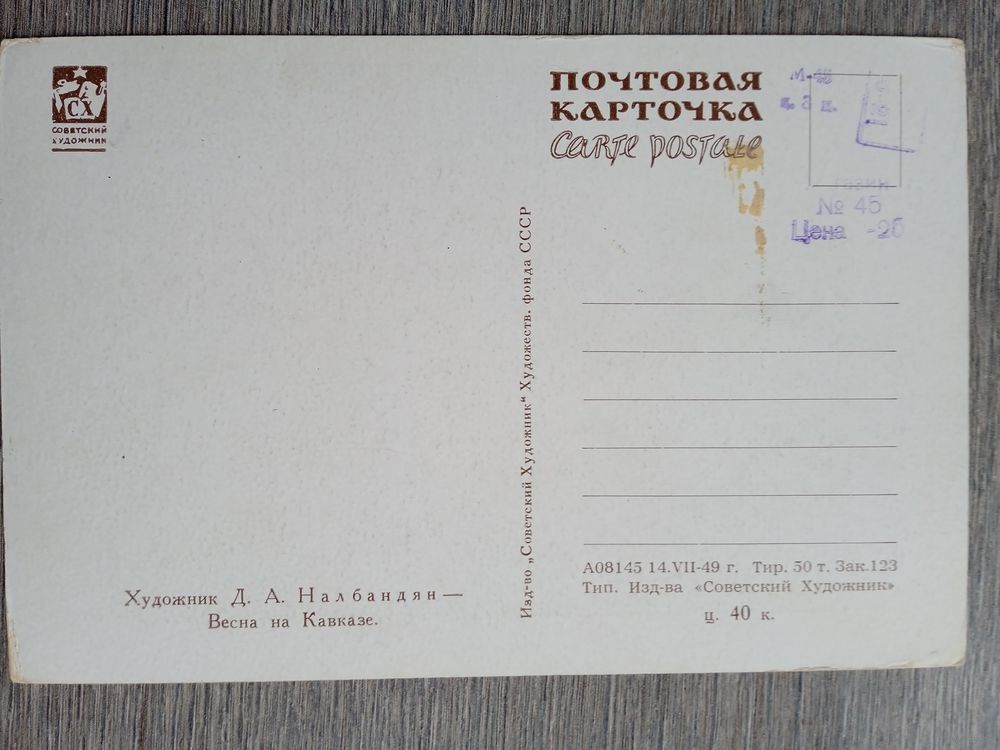 СХ
СОВЕТСКИЙ
ХУДОЖНИК
ПОЧТОВАЯ
КАРТОЧКА
CARTE POSTALE
№ 45
Цена -26
Изд-во „Советский Художник“ Художеств. фонда СССР
А08145 14.VII-49 г. Тир. 50 т. Зак.123
Тип. Изд-ва «Советский Художник»
ц. 40 к.
Художник Д. А. Налбандян —
Весна на Кавказе.